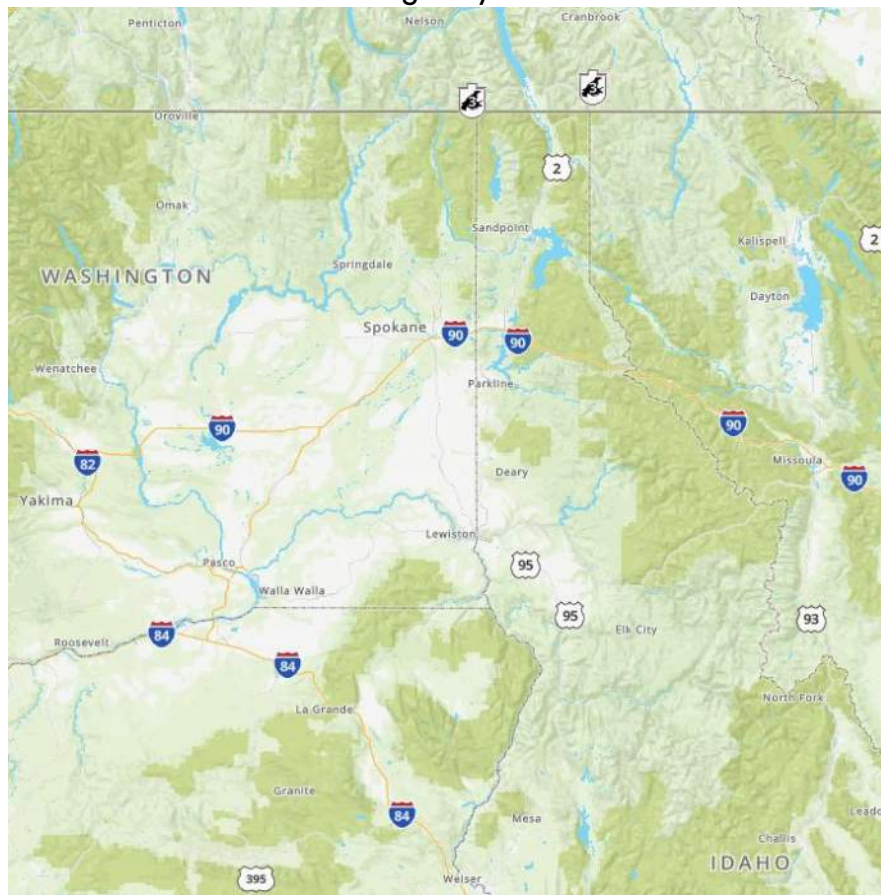 Nelson
Cranbrook
Penticton
3
3
Oroville
2
Omak
Sandpoint
Kalispell
2
Springdale
WASHINGTON
Dayton
Spokane
90
90
Wenatchee
Parkline
90
90
82
Missoula
Deary
90
Yakima
Lewiston
Pasco
95
Walla Walla
95
93
84
Elk City
Roosevelt
84
North Fork
La Grande
Granite
84
Mesa
Challis
IDAHO
395
Weiser